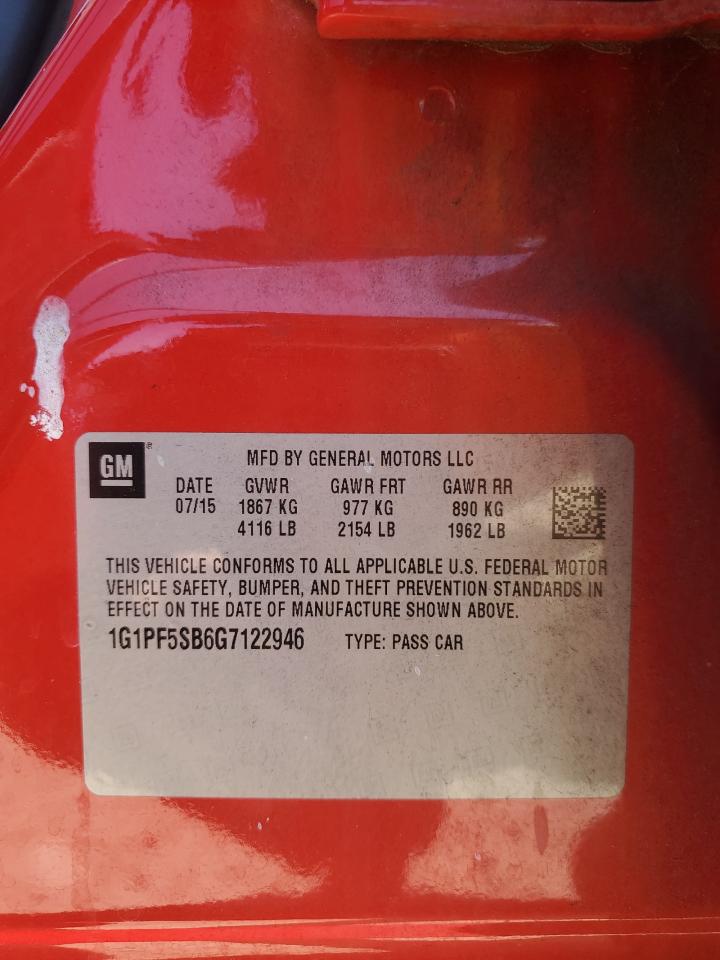 GM
MFD BY GENERAL MOTORS LLC
DATE GVWR GAWR FRT GAWR RR
07/15 1867 KG 977 KG 890 KG
4116 LB 2154 LB 1962 LB
THIS VEHICLE CONFORMS TO ALL APPLICABLE U.S. FEDERAL MOTOR
VEHICLE SAFETY, BUMPER, AND THEFT PREVENTION STANDARDS IN
EFFECT ON THE DATE OF MANUFACTURE SHOWN ABOVE.
1G1PF5SB6G7122946 TYPE: PASS CAR